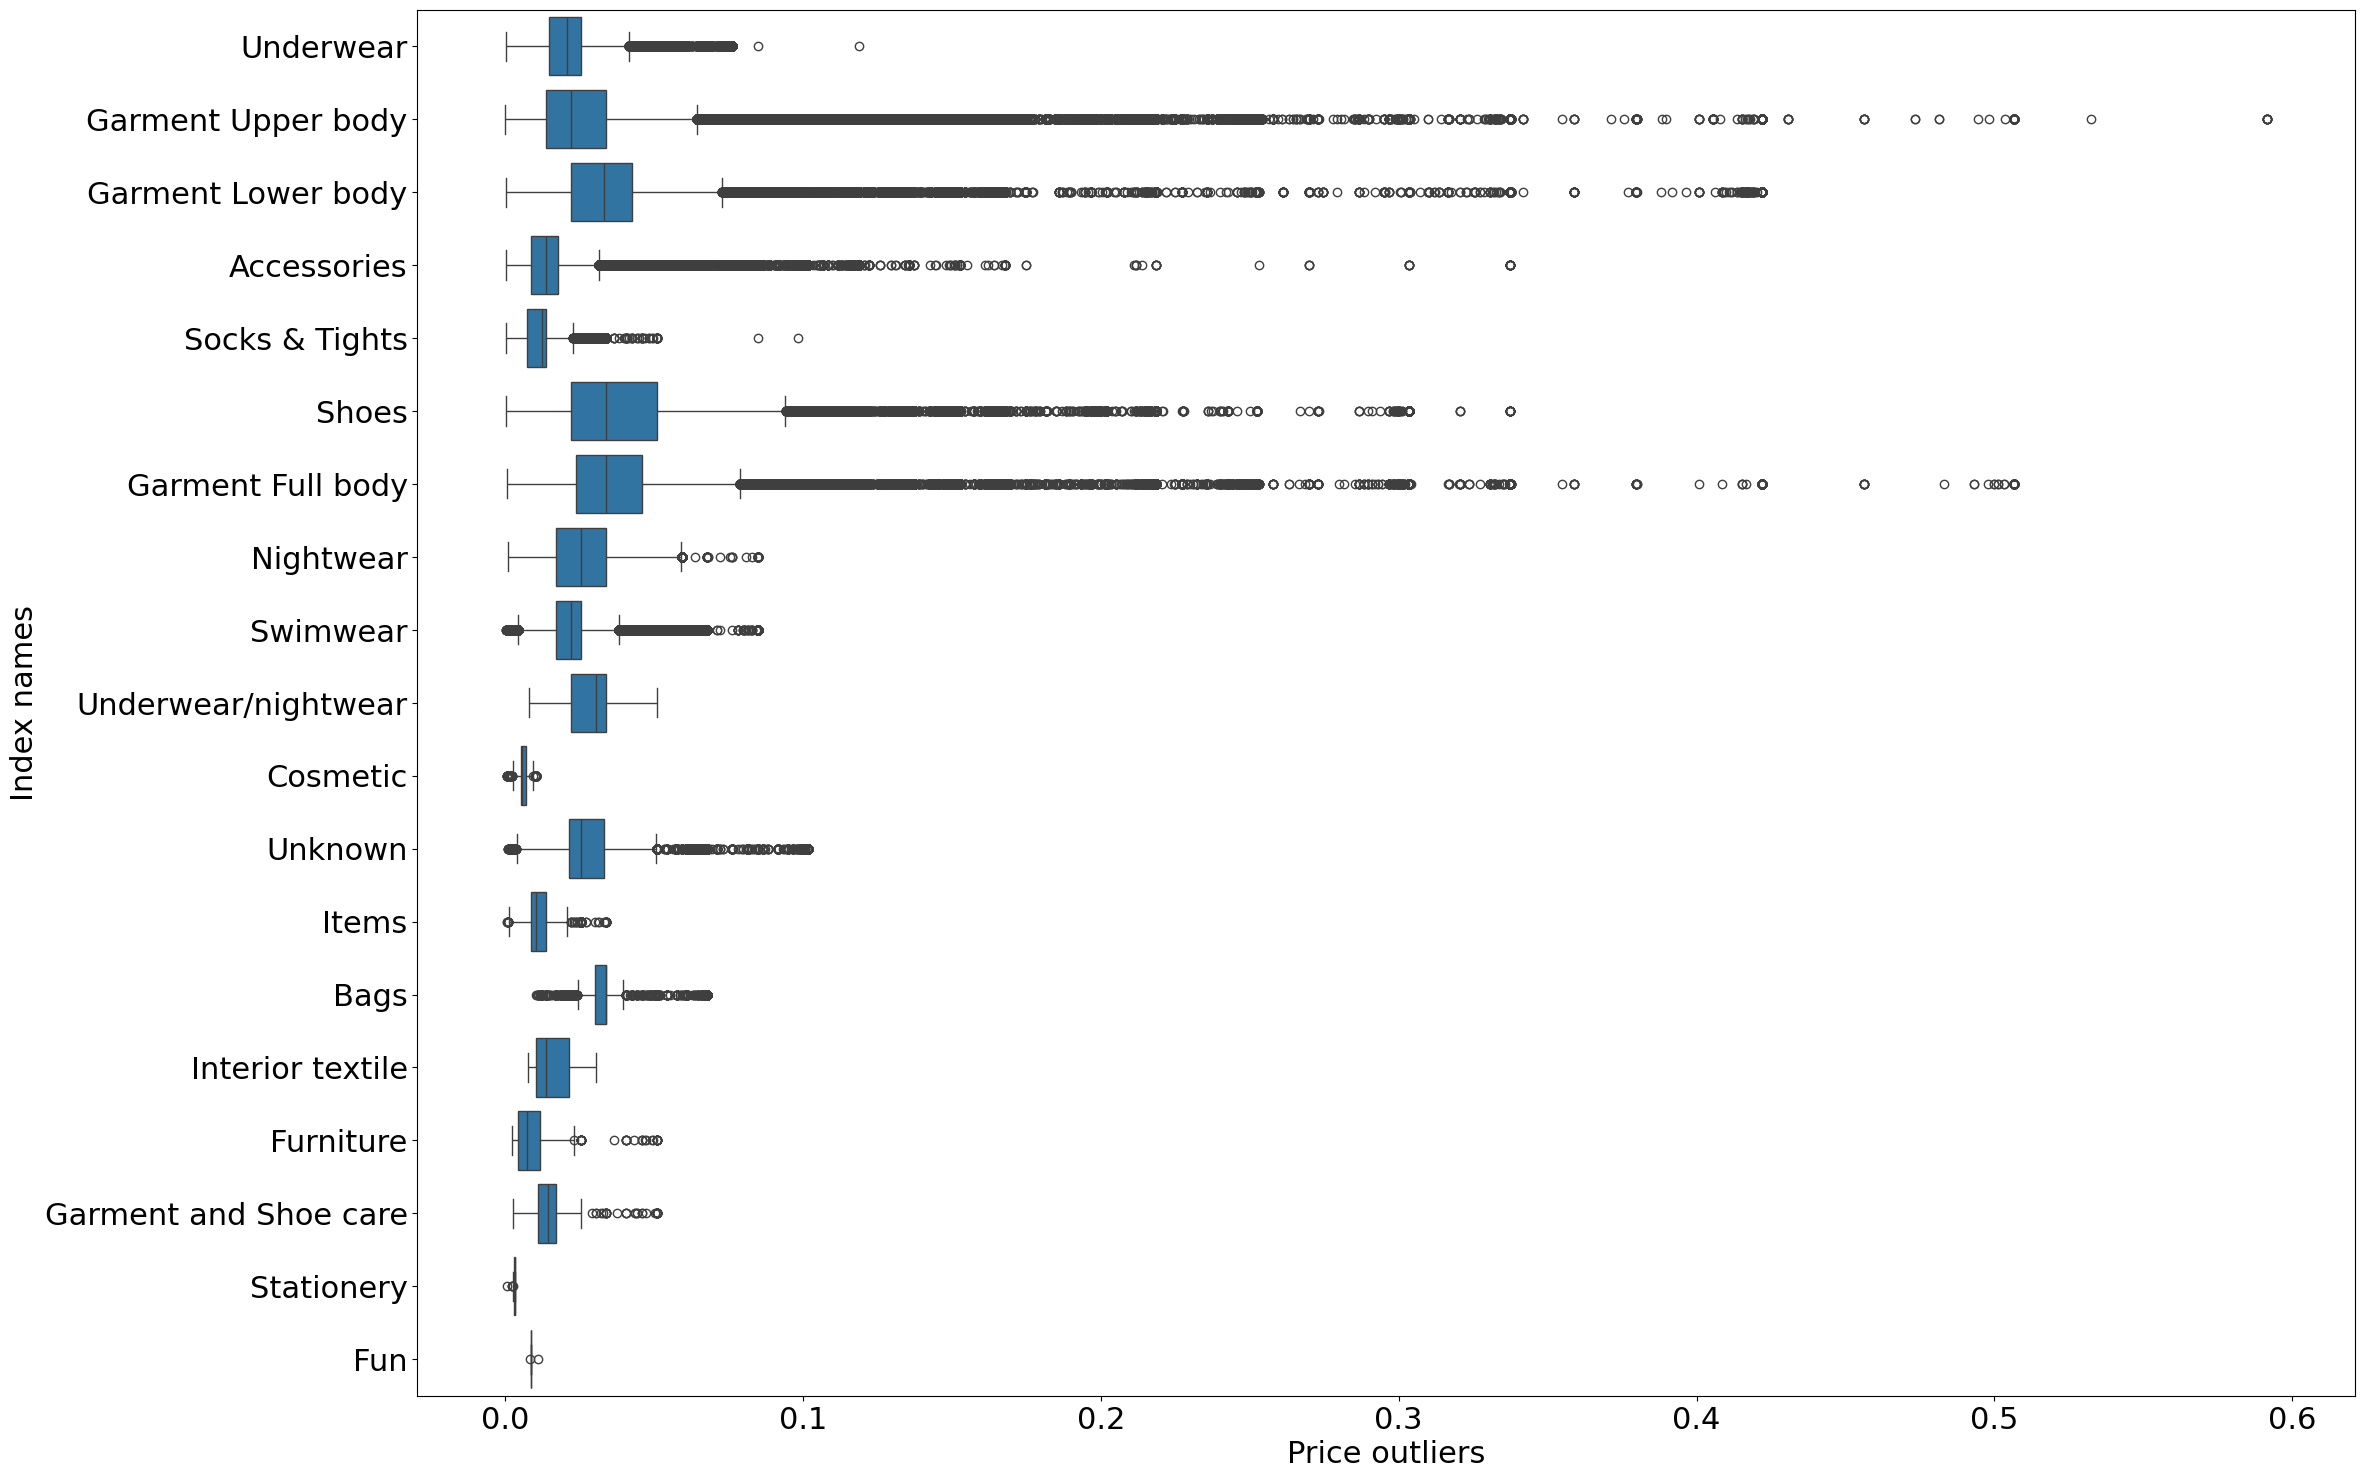 Underwear
Garment Upper body
Garment Lower body
Accessories
Socks & Tights
Shoes
Garment Full body
Nightwear
Swimwear
Underwear/nightwear
Cosmetic
Unknown
Items
Bags
Interior textile
Furniture
Garment and Shoe care
Stationery
Fun
Index names
0.0 0.1 0.2 0.3 0.4 0.5 0.6
Price outliers